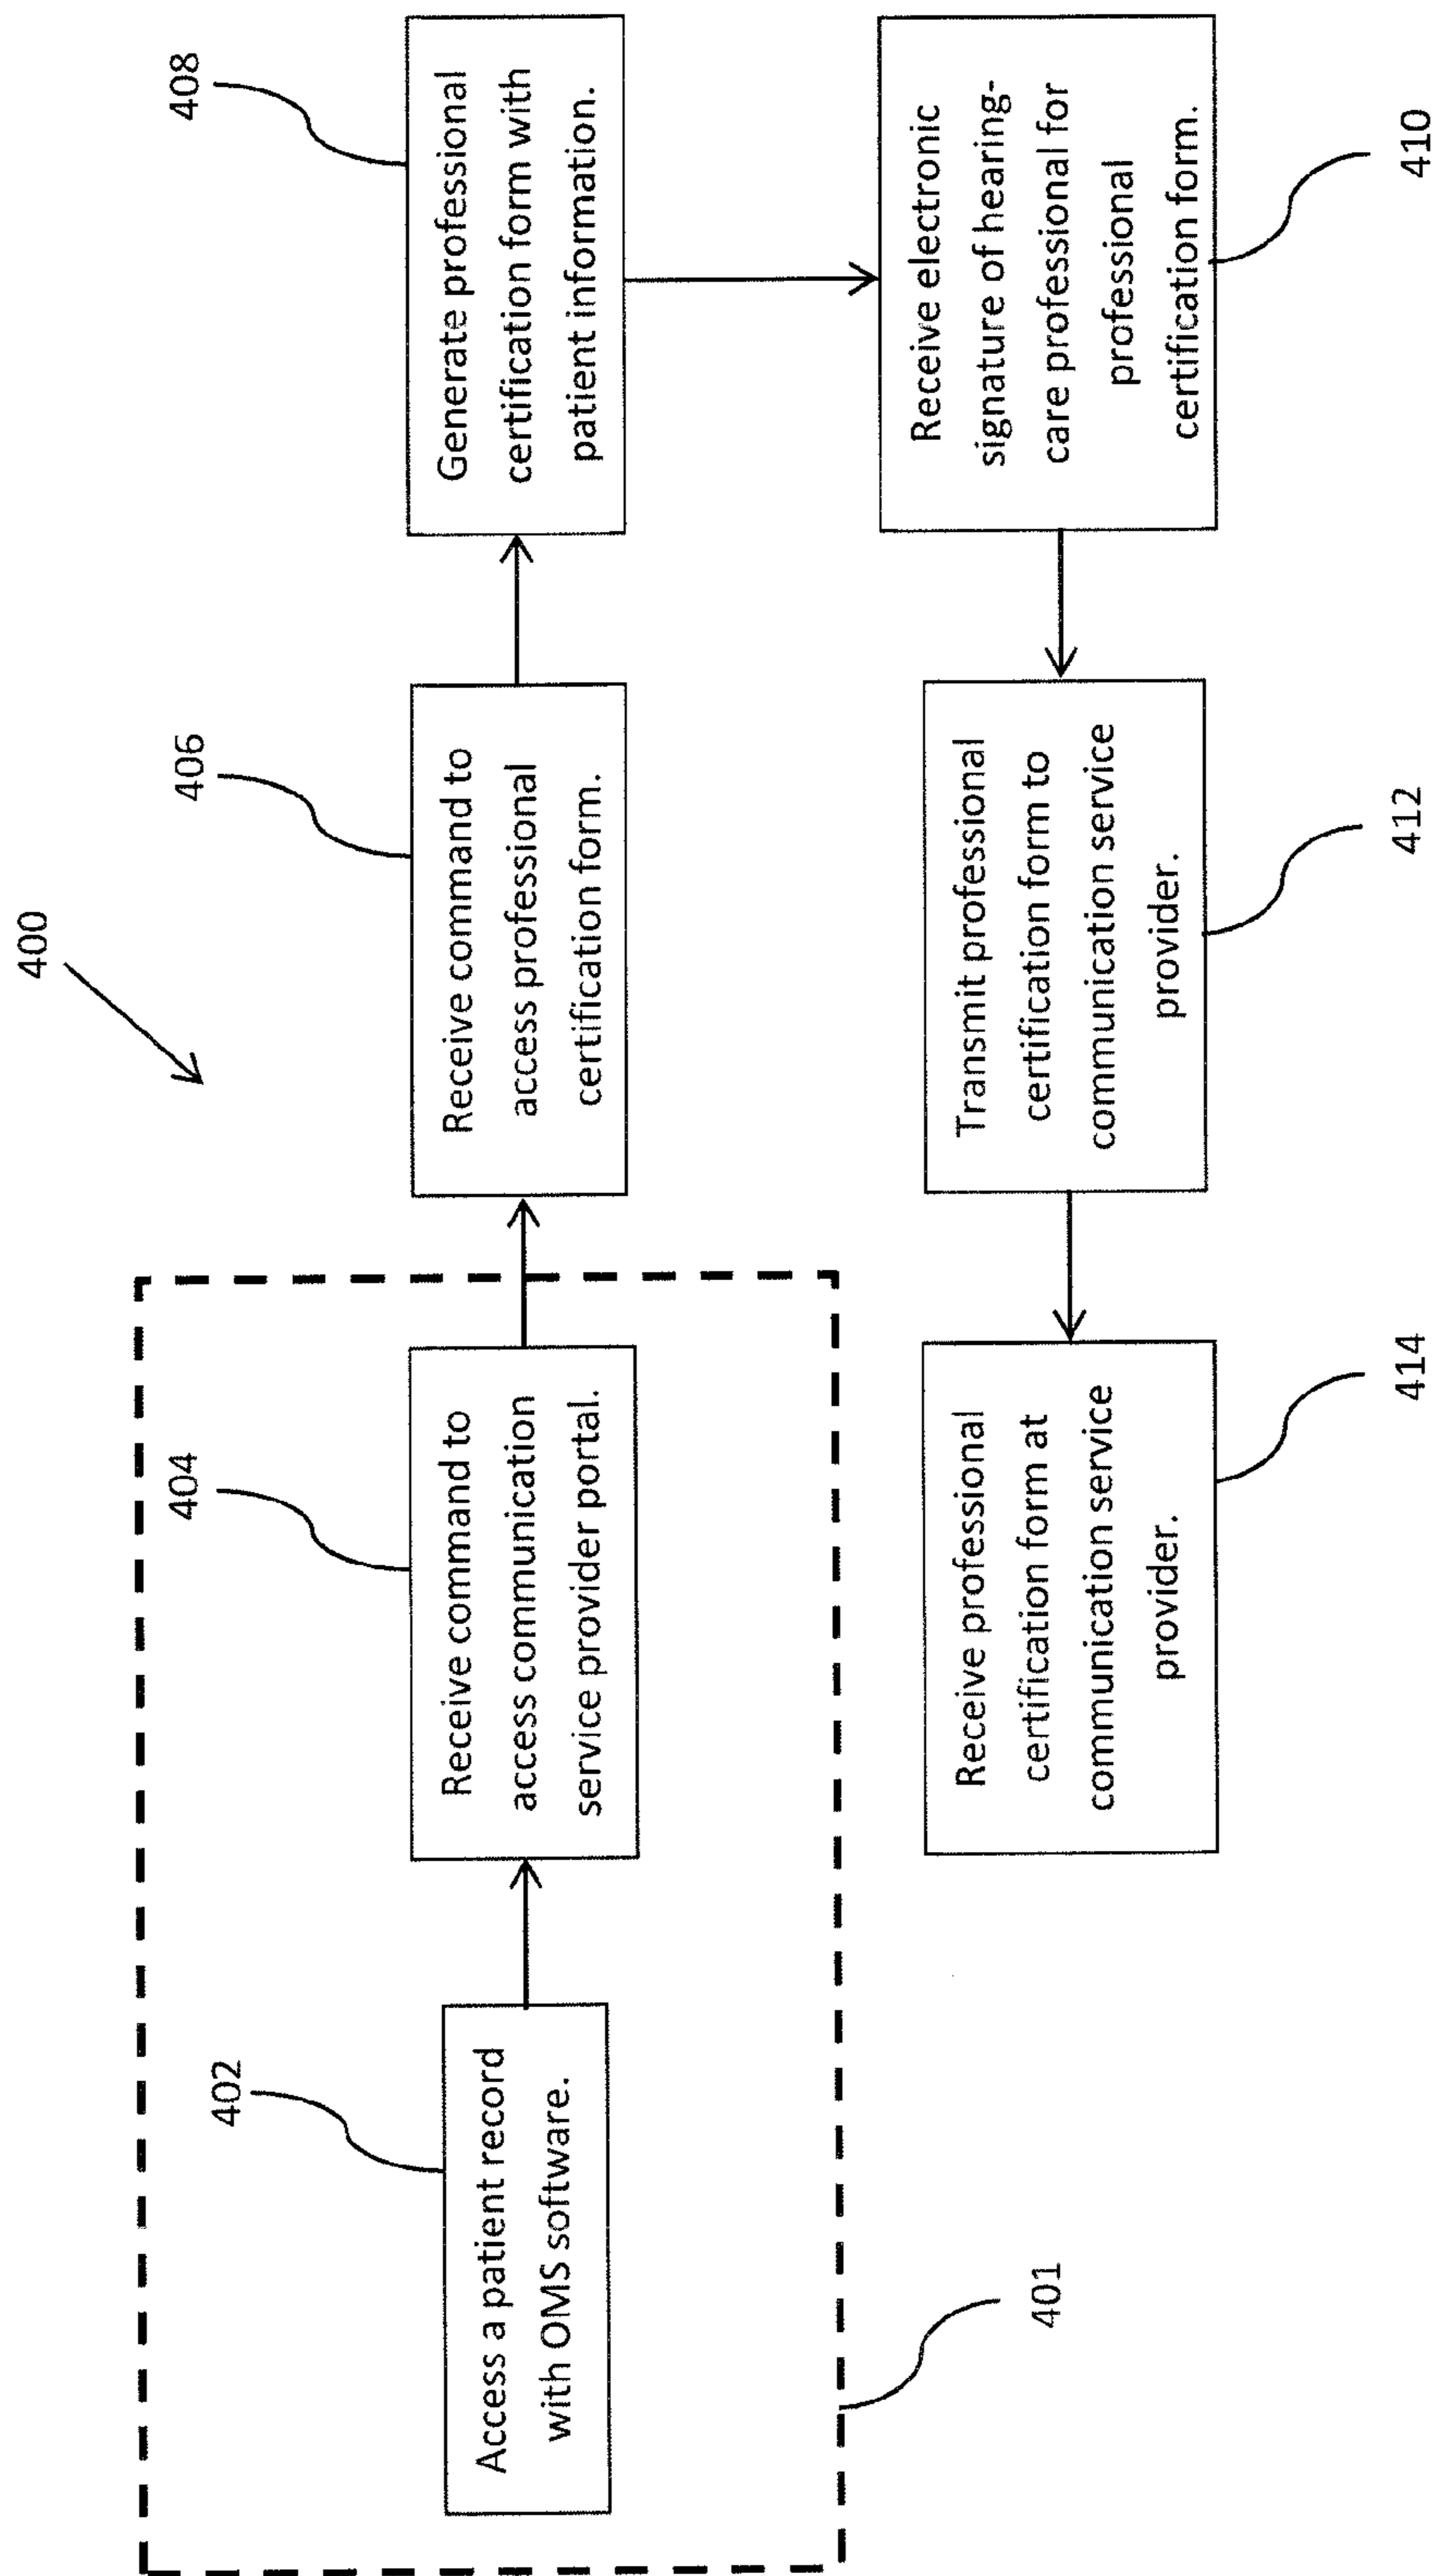 400
402
Access a patient record
with OMS software.
404
Receive command to
access communication
service provider portal.
406
Receive command to
access professional
certification form.
408
Generate professional
certification form with
patient information.
401
414
Receive professional
certification form at
communication service
provider.
412
Transmit professional
certification form to
communication service
provider.
410
Receive electronic
signature of hearing-
care professional for
professional
certification form.